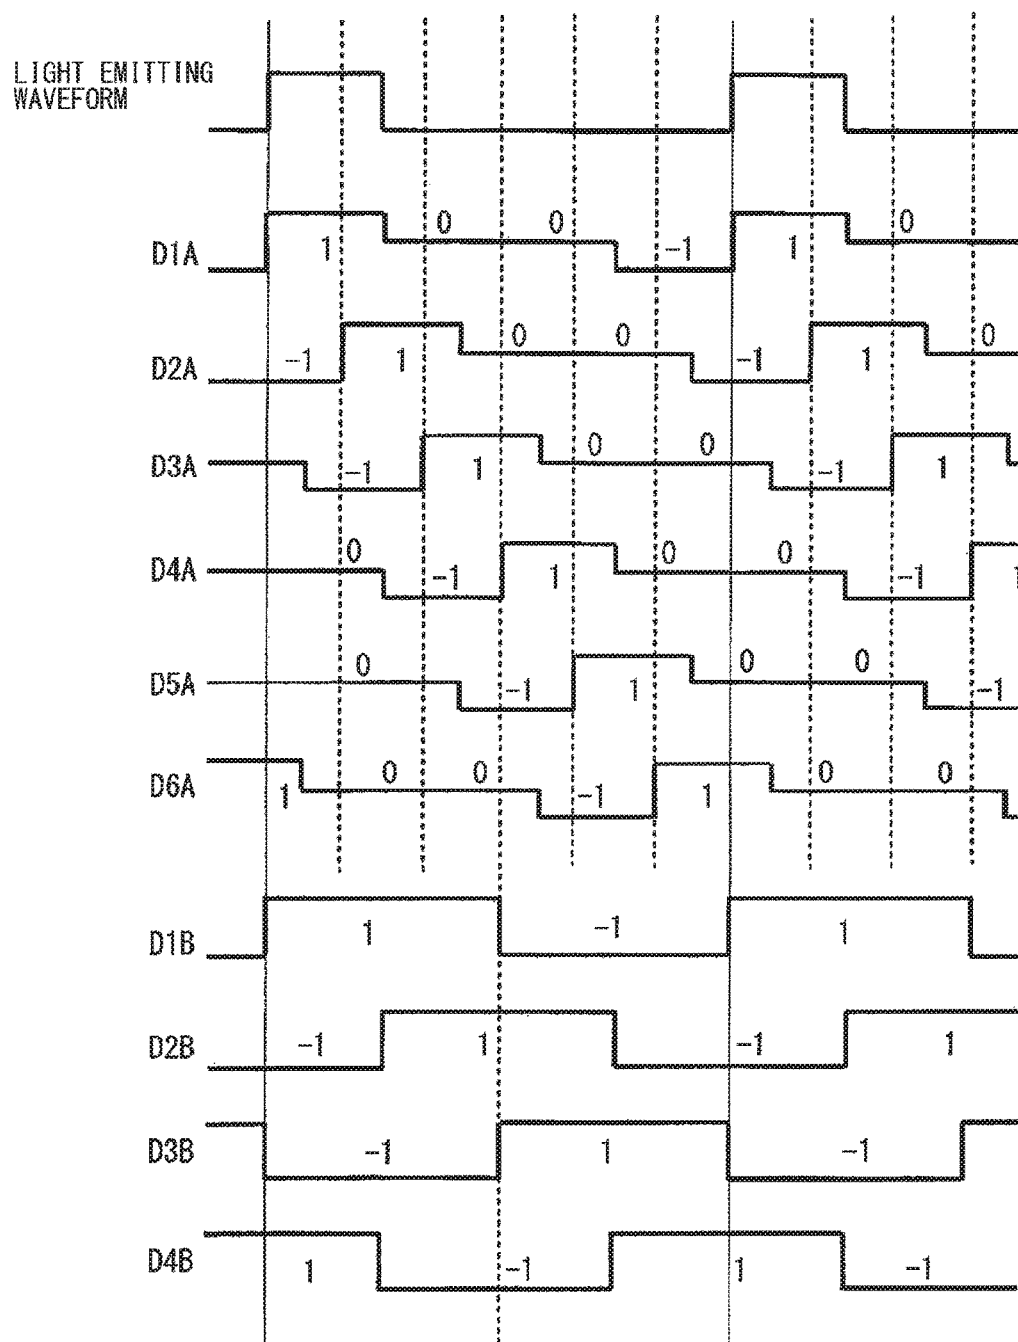 LIGHT EMITTING
WAVEFORM
D1A 1 0 0 -1 1 0
D2A -1 1 0 0 -1 1 0
D3A -1 1 0 0 -1 1
D4A 0 -1 1 0 0 -1 1
D5A 0 -1 1 0 0 -1
D6A 1 0 0 -1 1 0 0
D1B 1 -1 1
D2B -1 1 -1 1
D3B -1 1 -1
D4B 1 -1 1 -1